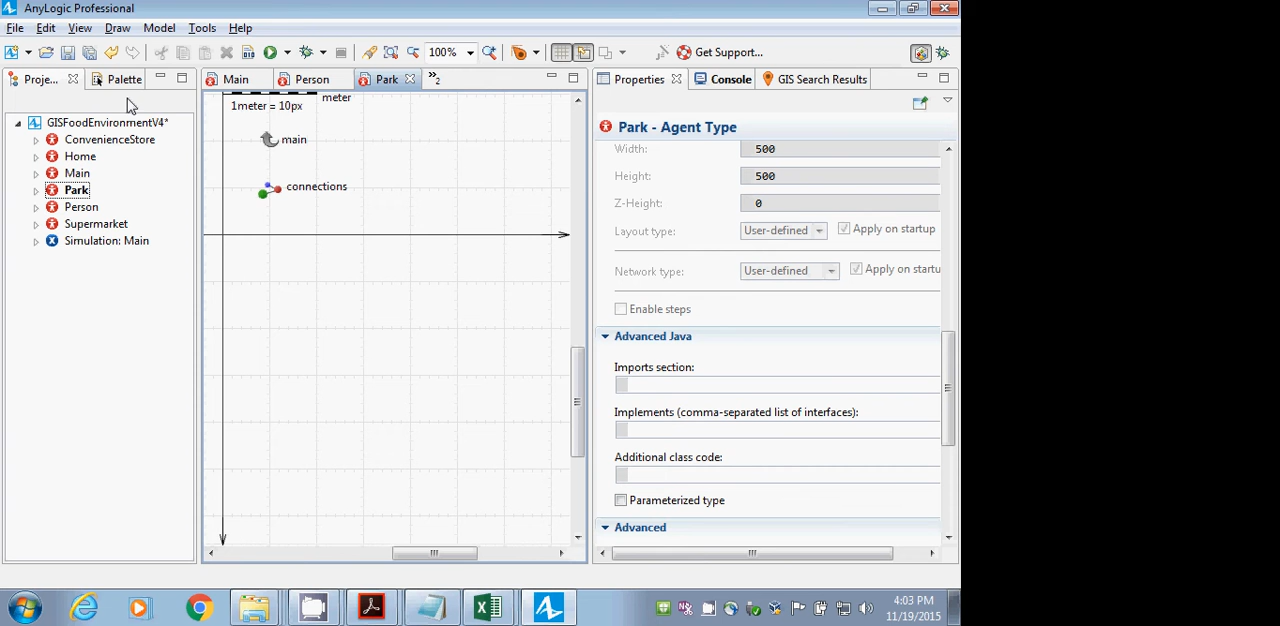 AnyLogic Professional
File Edit View Draw Model Tools Help
100% Get Support...
Proje... Palette Main Person Park »2 Properties Console GIS Search Results
GISFoodEnvironmentV4*
ConvenienceStore
Home
Main
Park
Person
Supermarket
Simulation: Main
meter
1meter = 10px
main
connections
Park - Agent Type
Width: 500
Height: 500
Z-Height: 0
Layout type: User-defined Apply on startup
Network type: User-defined Apply on startu
Enable steps
Advanced Java
Imports section:
Implements (comma-separated list of interfaces):
Additional class code:
Parameterized type
Advanced
4:03 PM
11/19/2015